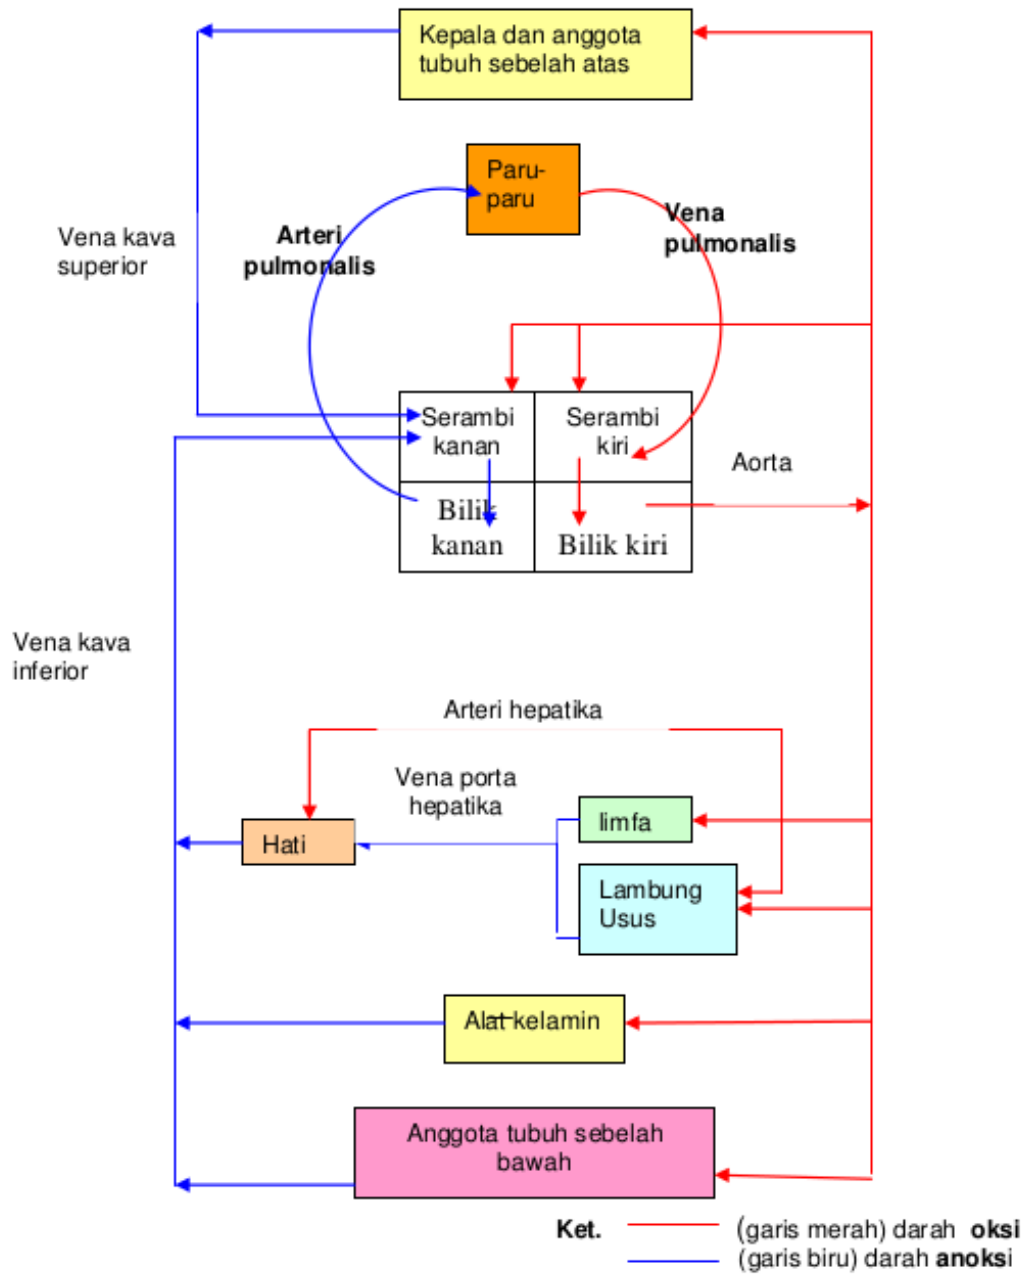 Kepala dan anggota
tubuh sebelah atas
Paru-
paru
Vena
pulmonalis
Arteri
pulmonalis
Vena kava
superior
Serambi
kanan
Serambi
kiri
Aorta
Bilik
kanan
Bilik kiri
Vena kava
inferior
Arteri hepatika
Vena porta
hepatika
limfa
Hati
Lambung
Usus
Alat kelamin
Anggota tubuh sebelah
bawah
Ket. (garis merah) darah oksi
(garis biru) darah anoksi